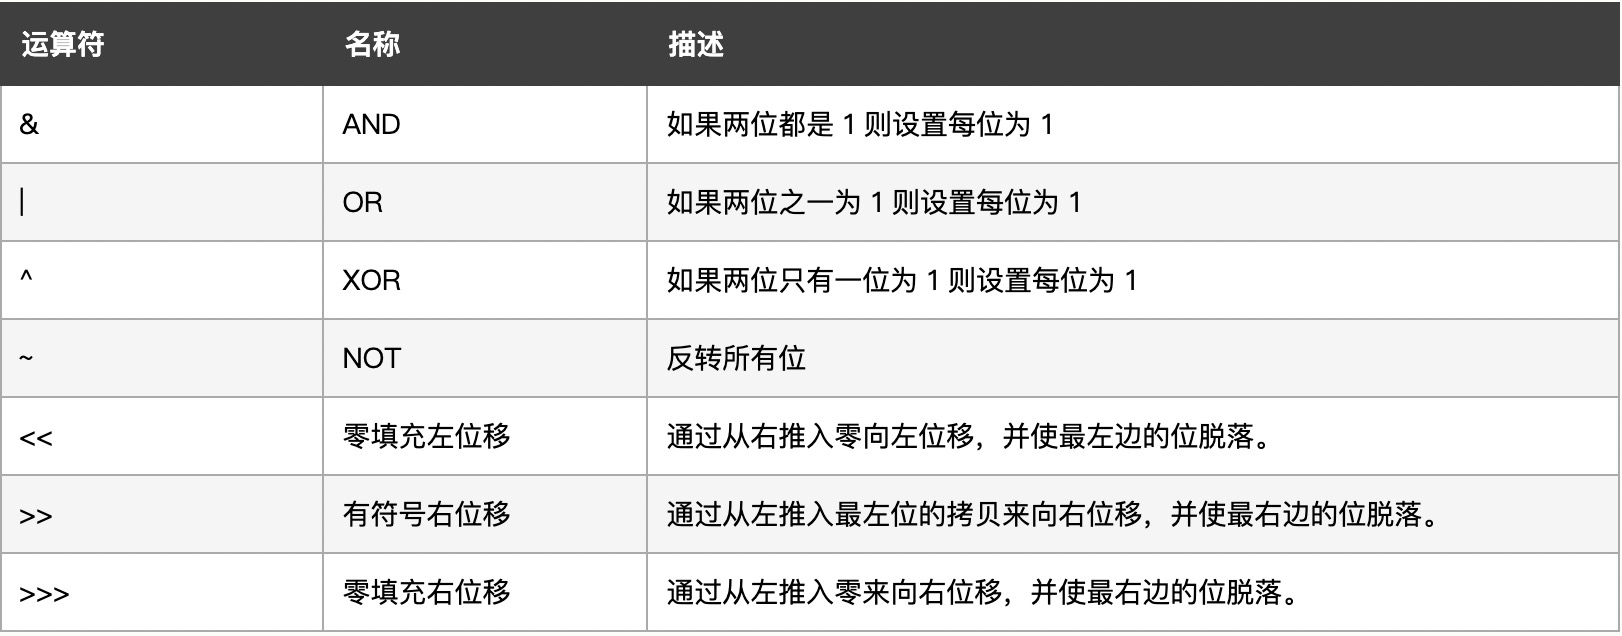 运算符 名称 描述
& AND 如果两位都是 1 则设置每位为 1
| OR 如果两位之一为 1 则设置每位为 1
^ XOR 如果两位只有一位为 1 则设置每位为 1
~ NOT 反转所有位
<< 零填充左位移 通过从右推入零向左位移，并使最左边的位脱落。
>> 有符号右位移 通过从左推入最左位的拷贝来向右位移，并使最右边的位脱落。
>>> 零填充右位移 通过从左推入零来向右位移，并使最右边的位脱落。